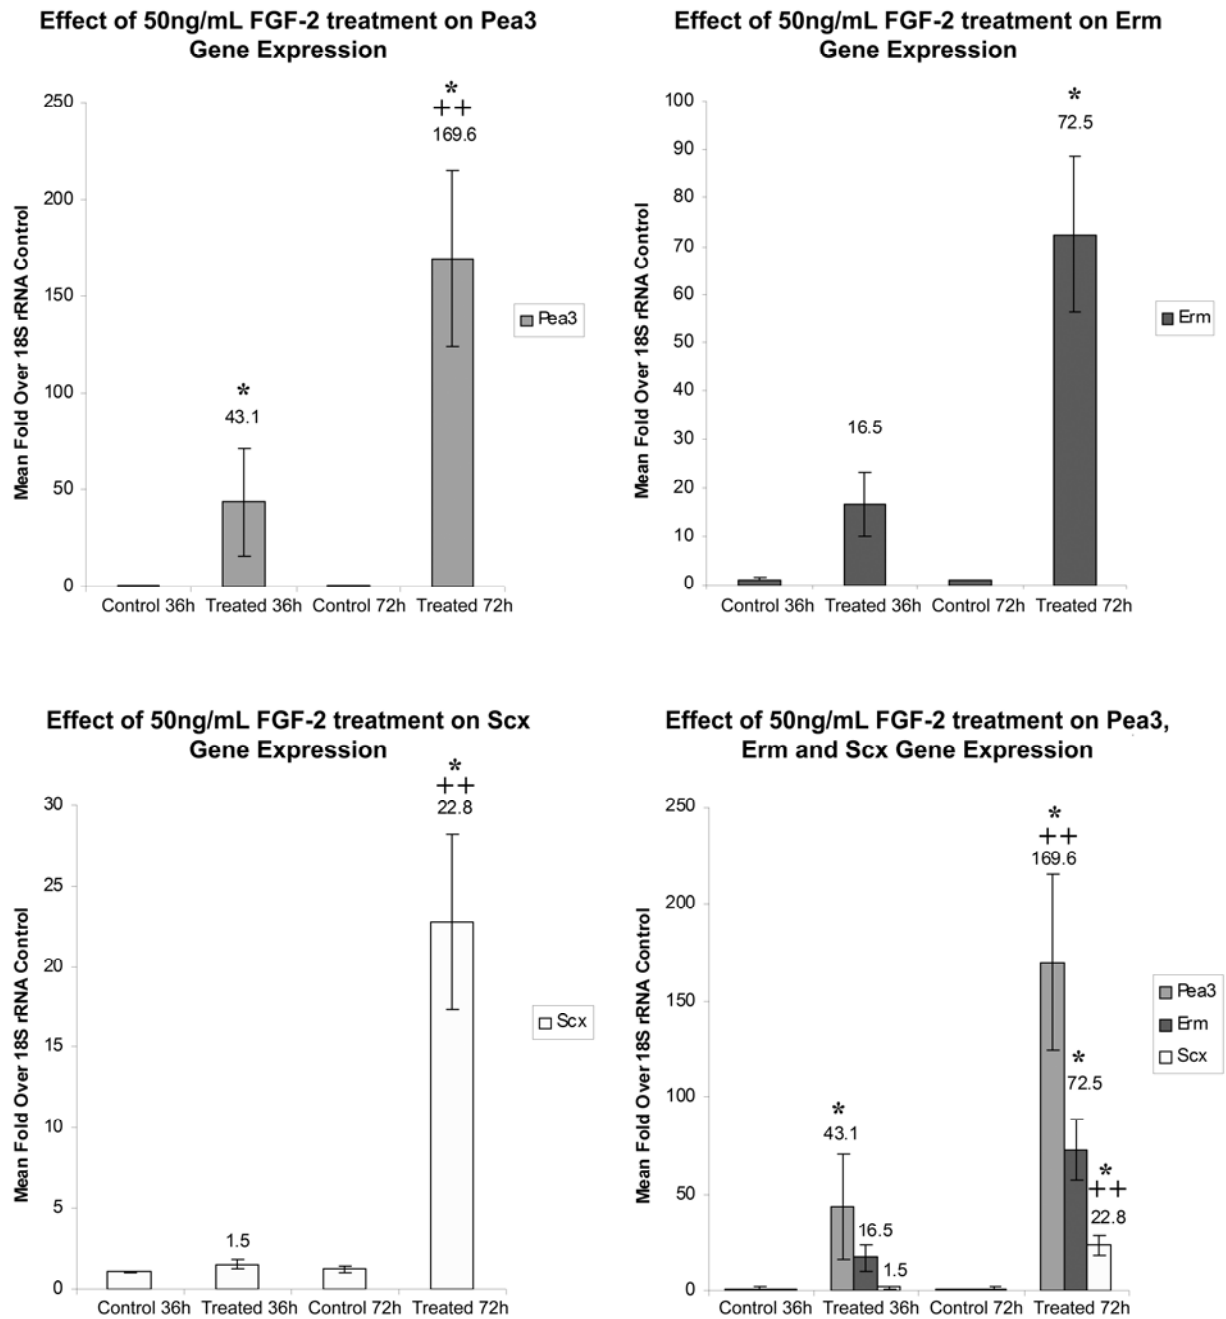 Effect of 50ng/mL FGF-2 treatment on Pea3
Gene Expression
Mean Fold Over 18S rRNA Control
250
200
150
100
50
0
*
++
169.6
*
43.1
Control 36h Treated 36h Control 72h Treated 72h
Pea3
Effect of 50ng/mL FGF-2 treatment on Erm
Gene Expression
Mean Fold Over 18S rRNA Control
100
90
80
70
60
50
40
30
20
10
0
*
72.5
16.5
Control 36h Treated 36h Control 72h Treated 72h
Erm
Effect of 50ng/mL FGF-2 treatment on Scx
Gene Expression
Mean Fold Over 18S rRNA Control
30
25
20
15
10
5
0
*
++
22.8
1.5
Control 36h Treated 36h Control 72h Treated 72h
Scx
Effect of 50ng/mL FGF-2 treatment on Pea3,
Erm and Scx Gene Expression
Mean Fold Over 18S rRNA Control
250
200
150
100
50
0
*
++
169.6
*
72.5
*
++
22.8
*
43.1
16.5
1.5
Control 36h Treated 36h Control 72h Treated 72h
Pea3
Erm
Scx